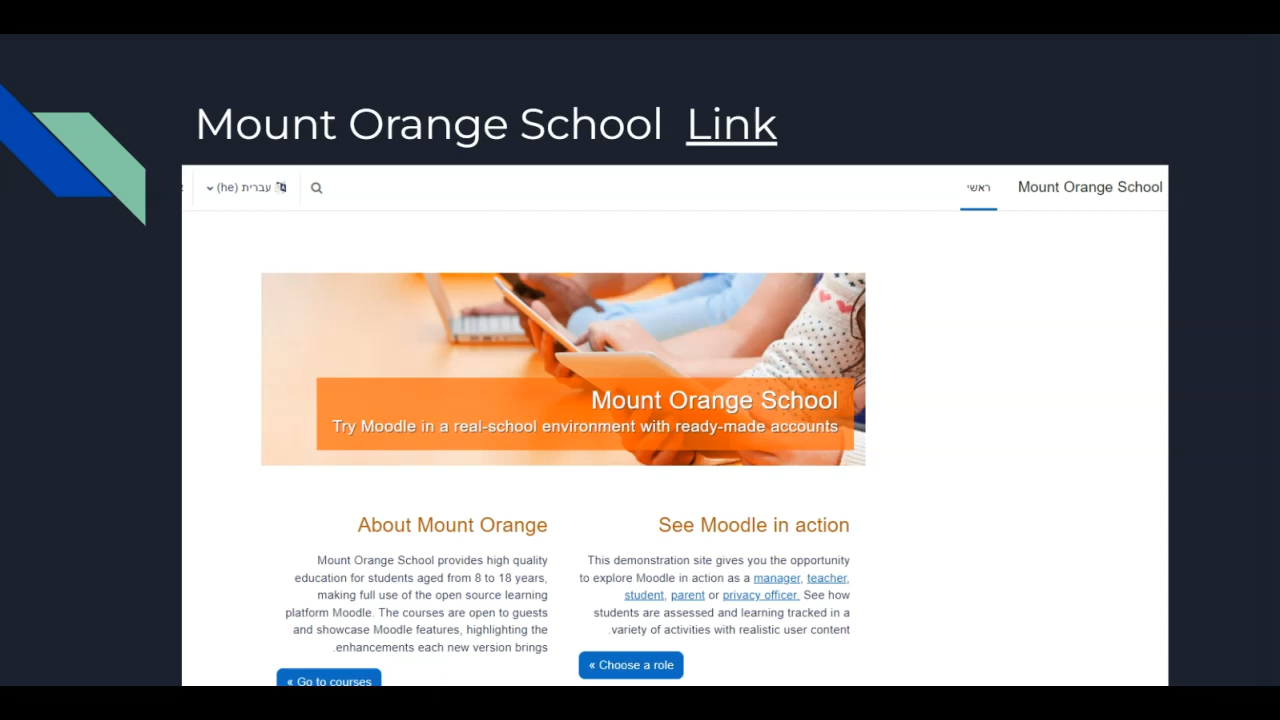 Mount Orange School Link
Mount Orange School
ראשי
עברית (he)
Mount Orange School
Try Moodle in a real-school environment with ready-made accounts
See Moodle in action
This demonstration site gives you the opportunity
to explore Moodle in action as a manager, teacher,
student, parent or privacy officer. See how
students are assessed and learning tracked in a
.variety of activities with realistic user content
« Choose a role
About Mount Orange
Mount Orange School provides high quality
education for students aged from 8 to 18 years,
making full use of the open source learning
platform Moodle. The courses are open to guests
and showcase Moodle features, highlighting the
.enhancements each new version brings
« Go to courses